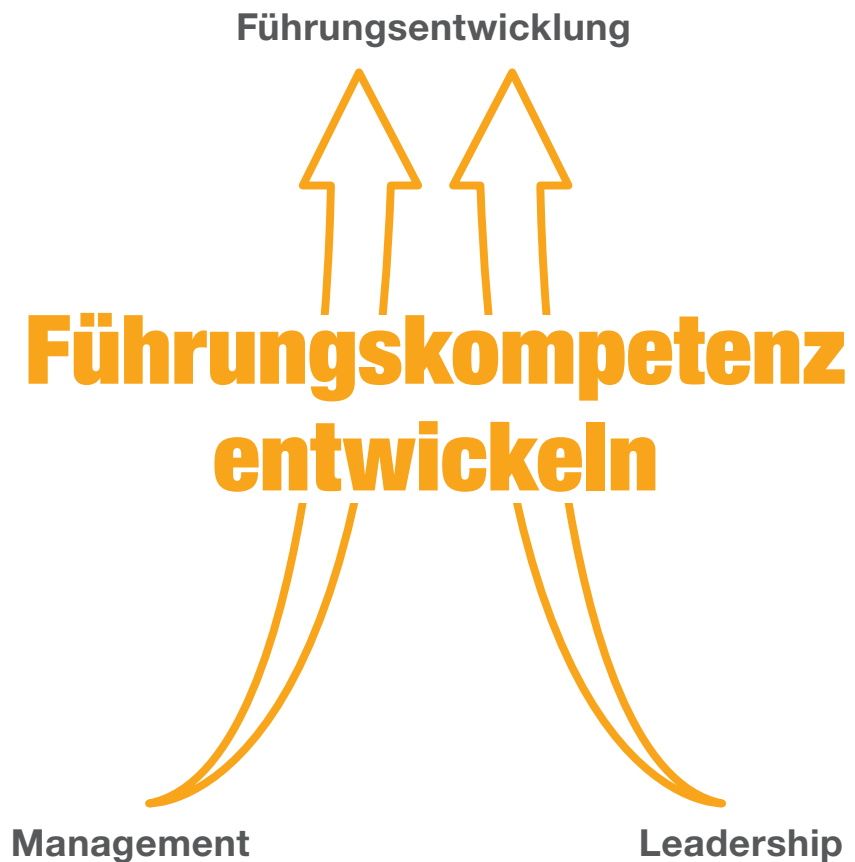 Führungsentwicklung
Führungskompetenz
entwickeln
Management
Leadership